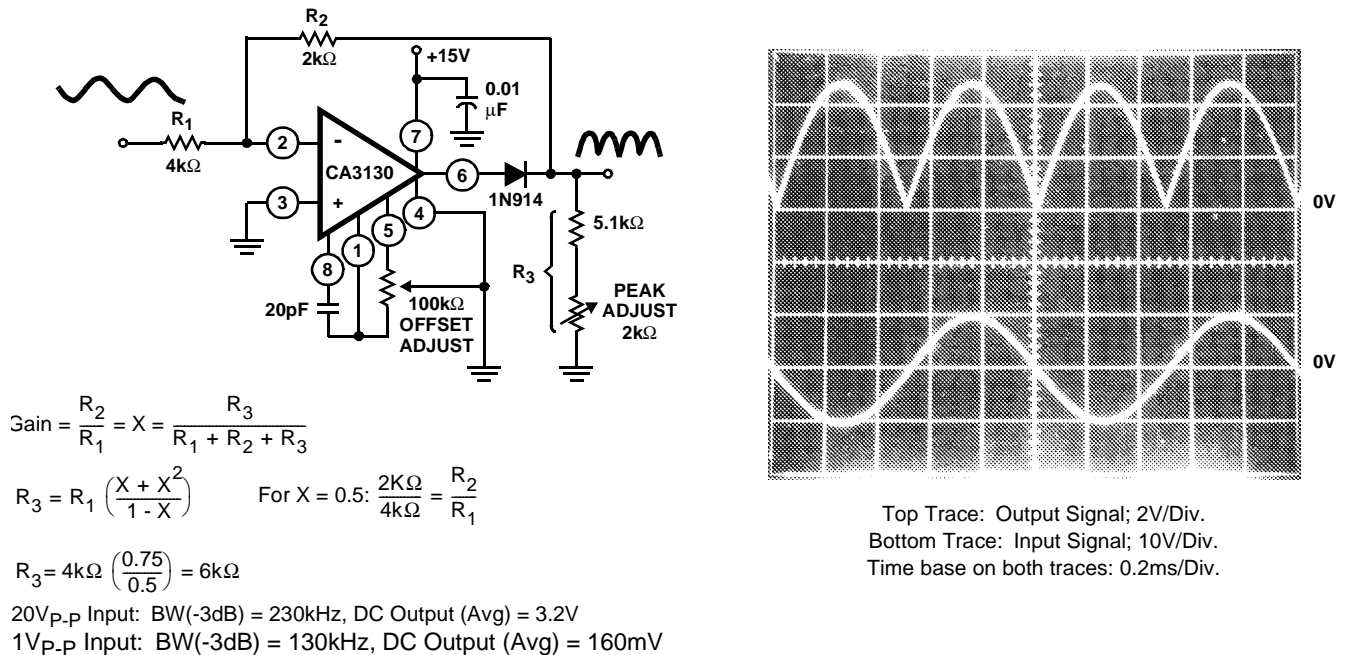 R2
2kΩ
+15V
0.01
μF
R1
4kΩ
2
-
7
CA3130
6
1N914
3
+
4
5
1
8
5.1kΩ
R3
20pF
100kΩ
OFFSET
ADJUST
PEAK
ADJUST
2kΩ
Gain = R2/R1 = X = R3/(R1 + R2 + R3)
R3 = R1 ((X + X²)/(1 - X)) For X = 0.5: 2KΩ/4kΩ = R2/R1
R3 = 4kΩ (0.75/0.5) = 6kΩ
20VP-P Input: BW(-3dB) = 230kHz, DC Output (Avg) = 3.2V
1VP-P Input: BW(-3dB) = 130kHz, DC Output (Avg) = 160mV
0V
0V
Top Trace: Output Signal; 2V/Div.
Bottom Trace: Input Signal; 10V/Div.
Time base on both traces: 0.2ms/Div.